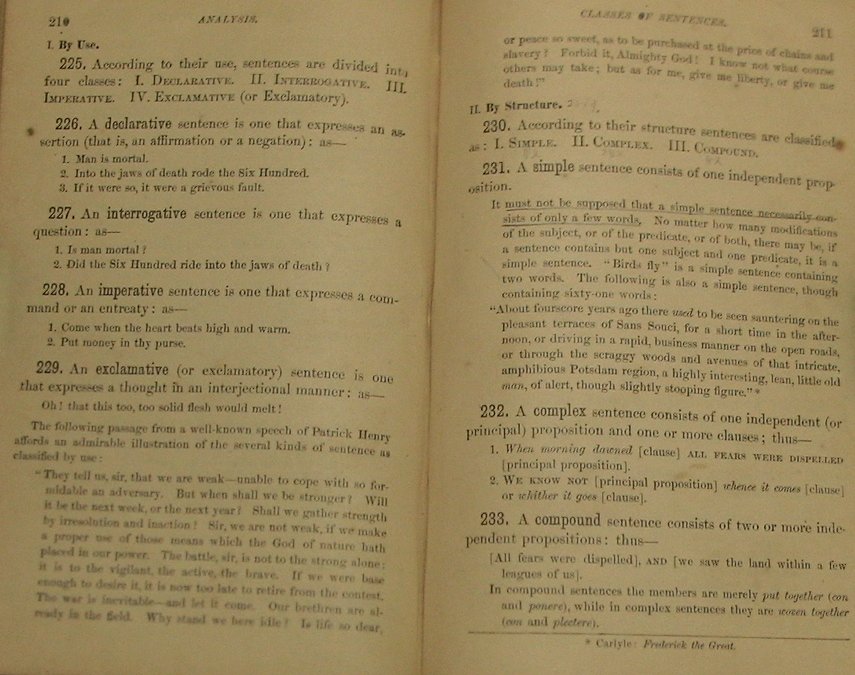 210
ANALYSIS.
I. By Use.
225. According to their use, sentences are divided into
four classes: I. DECLARATIVE. II. INTERROGATIVE. III.
IMPERATIVE. IV. EXCLAMATIVE (or Exclamatory).
226. A declarative sentence is one that expresses an as-
sertion (that is, an affirmation or a negation): as—
1. Man is mortal.
2. Into the jaws of death rode the Six Hundred.
3. If it were so, it were a grievous fault.
227. An interrogative sentence is one that expresses a
question: as—
1. Is man mortal?
2. Did the Six Hundred ride into the jaws of death?
228. An imperative sentence is one that expresses a com-
mand or an entreaty: as—
1. Come when the heart beats high and warm.
2. Put money in thy purse.
229. An exclamative (or exclamatory) sentence is one
that expresses a thought in an interjectional manner: as—
Oh! that this too, too solid flesh would melt!
The following passage from a well-known speech of Patrick Henry
affords an admirable illustration of the several kinds of sentence as
classified by use:
"They tell us, sir, that we are weak—unable to cope with so for-
midable an adversary. But when shall we be stronger? Will
it be the next week, or the next year? Shall we gather strength
by irresolution and inaction? Sir, we are not weak, if we make
a proper use of those means which the God of nature hath
placed in our power. The battle, sir, is not to the strong alone;
it is to the vigilant, the active, the brave. If we were base
enough to desire it, it is now too late to retire from the contest.
The war is inevitable—and let it come. Our brethren are al-
ready in the field. Why stand we here idle? Is life so dear,
CLASSES OF SENTENCES.
211
or peace so sweet, as to be purchased at the price of chains and
slavery? Forbid it, Almighty God! I know not what course
others may take; but as for me, give me liberty, or give me
death!"
II. By Structure.
230. According to their structure sentences are classified
as: I. SIMPLE. II. COMPLEX. III. COMPOUND.
231. A simple sentence consists of one independent prop-
osition.
It must not be supposed that a simple sentence necessarily con-
sists of only a few words. No matter how many modifications
of the subject, or of the predicate, or of both, there may be, if
a sentence contains but one subject and one predicate, it is a
simple sentence. "Birds fly" is a simple sentence containing
two words. The following is also a simple sentence, though
containing sixty-one words:
"About fourscore years ago there used to be seen sauntering on the
pleasant terraces of Sans Souci, for a short time in the after-
noon, or driving in a rapid, business manner on the open roads,
or through the scraggy woods and avenues of that intricate,
amphibious Potsdam region, a highly interesting, lean, little old
man, of alert, though slightly stooping figure."*
232. A complex sentence consists of one independent (or
principal) proposition and one or more clauses; thus—
1. When morning dawned [clause] ALL FEARS WERE DISPELLED
[principal proposition].
2. WE KNOW NOT [principal proposition] whence it comes [clause]
or whither it goes [clause].
233. A compound sentence consists of two or more inde-
pendent propositions: thus—
[All fears were dispelled], AND [we saw the land within a few
leagues of us].
In compound sentences the members are merely put together (con
and ponere), while in complex sentences they are woven together
(con and plectere).
* Carlyle: Frederick the Great.